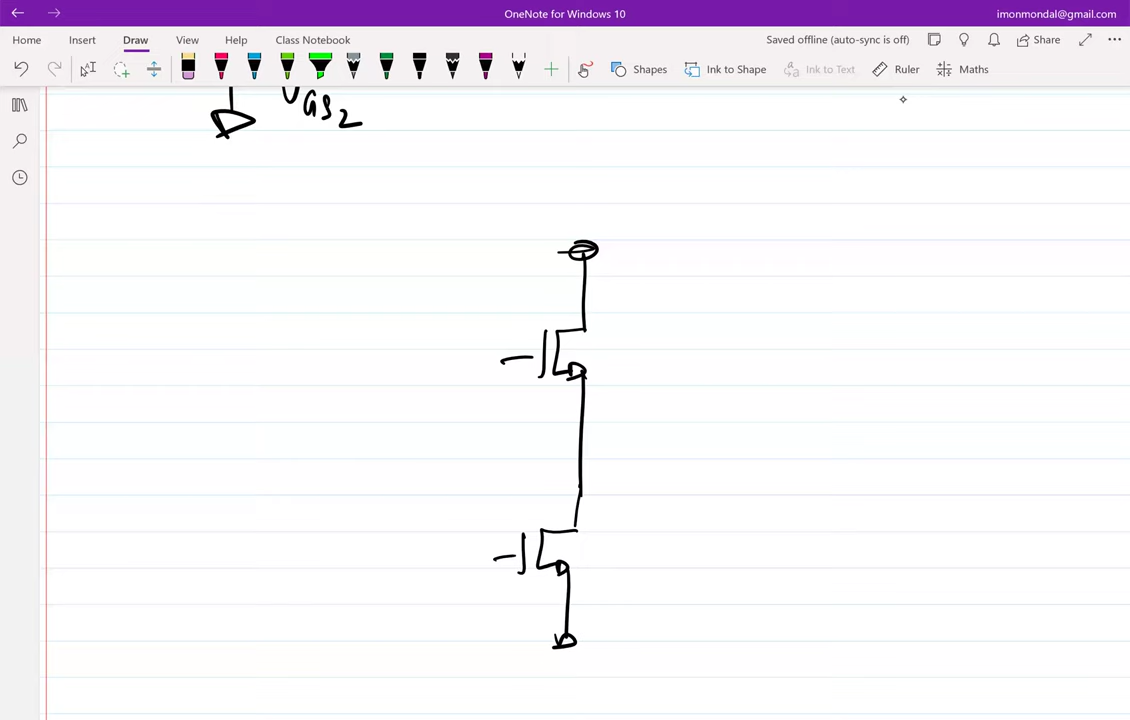 OneNote for Windows 10
imonmondal@gmail.com
Home Insert Draw View Help Class Notebook
Saved offline (auto-sync is off) Share
Shapes Ink to Shape Ink to Text Ruler Maths
VGS2